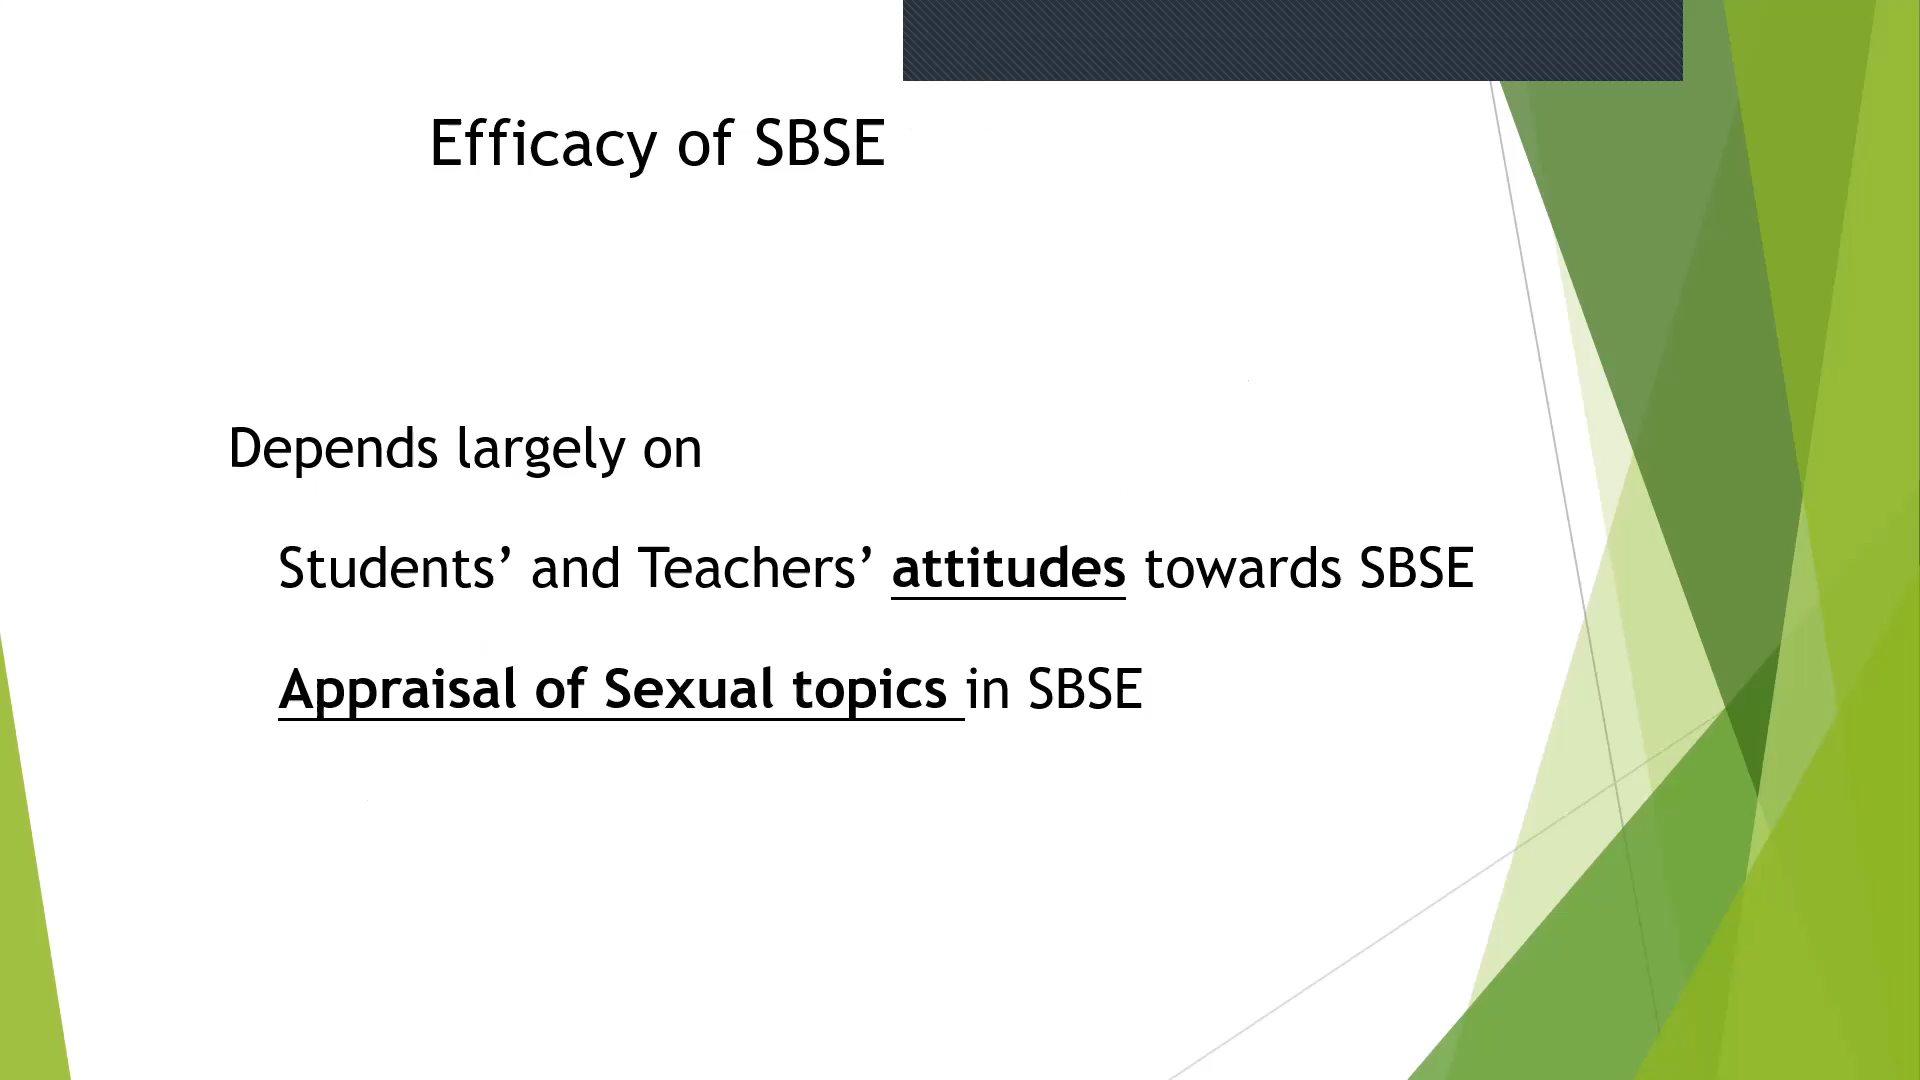 Efficacy of SBSE
Depends largely on
Students’ and Teachers’ attitudes towards SBSE
Appraisal of Sexual topics in SBSE